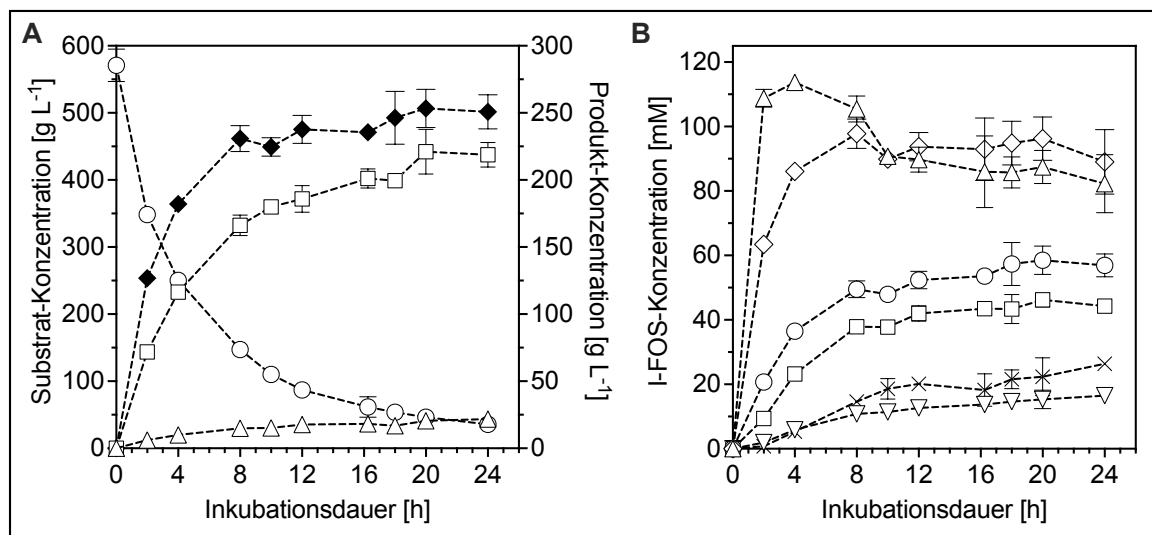 A
600
500
400
300
200
100
0
Substrat-Konzentration [g L⁻¹]
300
250
200
150
100
50
0
Produkt-Konzentration [g L⁻¹]
0 4 8 12 16 20 24
Inkubationsdauer [h]
B
120
100
80
60
40
20
0
I-FOS-Konzentration [mM]
0 4 8 12 16 20 24
Inkubationsdauer [h]